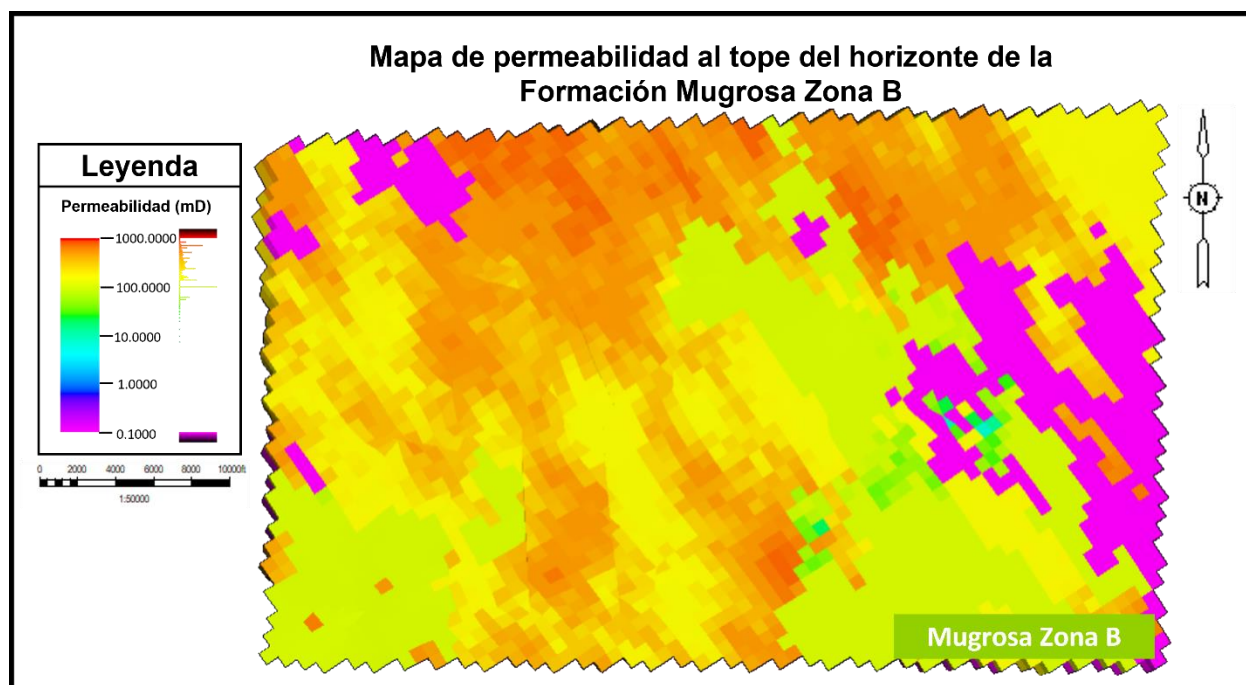 Mapa de permeabilidad al tope del horizonte de la
Formación Mugrosa Zona B
Leyenda
Permeabilidad (mD)
1000.0000
100.0000
10.0000
1.0000
0.1000
0 2000 4000 6000 8000 10000ft
1:50000
N
Mugrosa Zona B